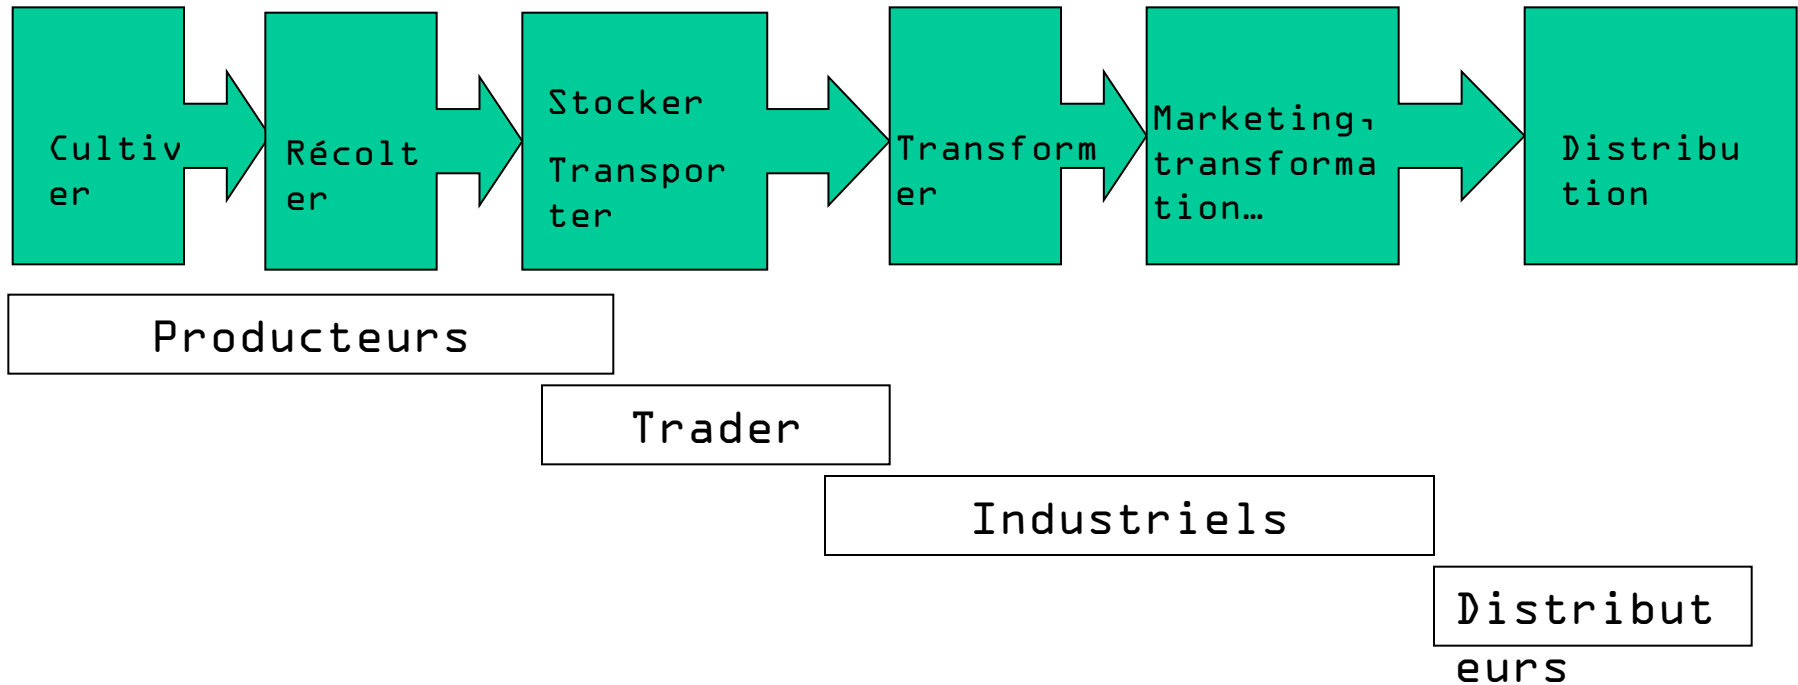 Cultiv
er
Récolt
er
Stocker
Transpor
ter
Transform
er
Marketing,
transforma
tion…
Distribu
tion
Producteurs
Trader
Industriels
Distribut
eurs